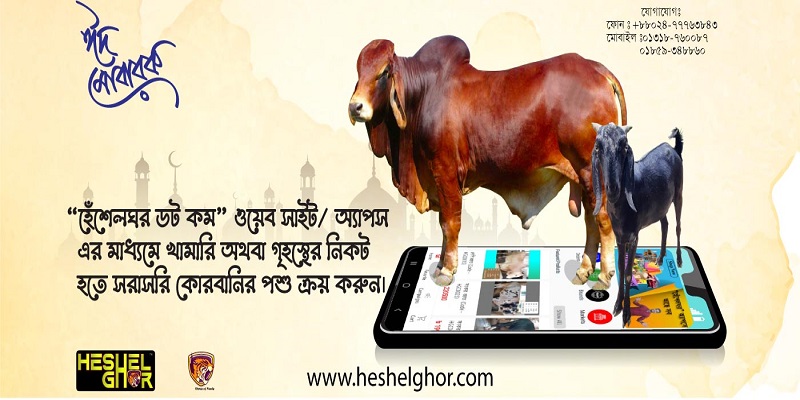 ঈদ
মোবারক
যোগাযোগঃ
ফোন : +৮৮০২৪-৭৭৭৬৩৮৪৩
মোবাইল :০১৩১৮-৭৬০০৮৭
০১৮৫৯-৩৪৮৮৬০
“হেঁশেলঘর ডট কম” ওয়েব সাইট/ অ্যাপস
এর মাধ্যমে খামারি অথবা গৃহস্থের নিকট
হতে সরাসরি কোরবানির পশু ক্রয় করুন।
HESHEL
GHOR
www.heshelghor.com